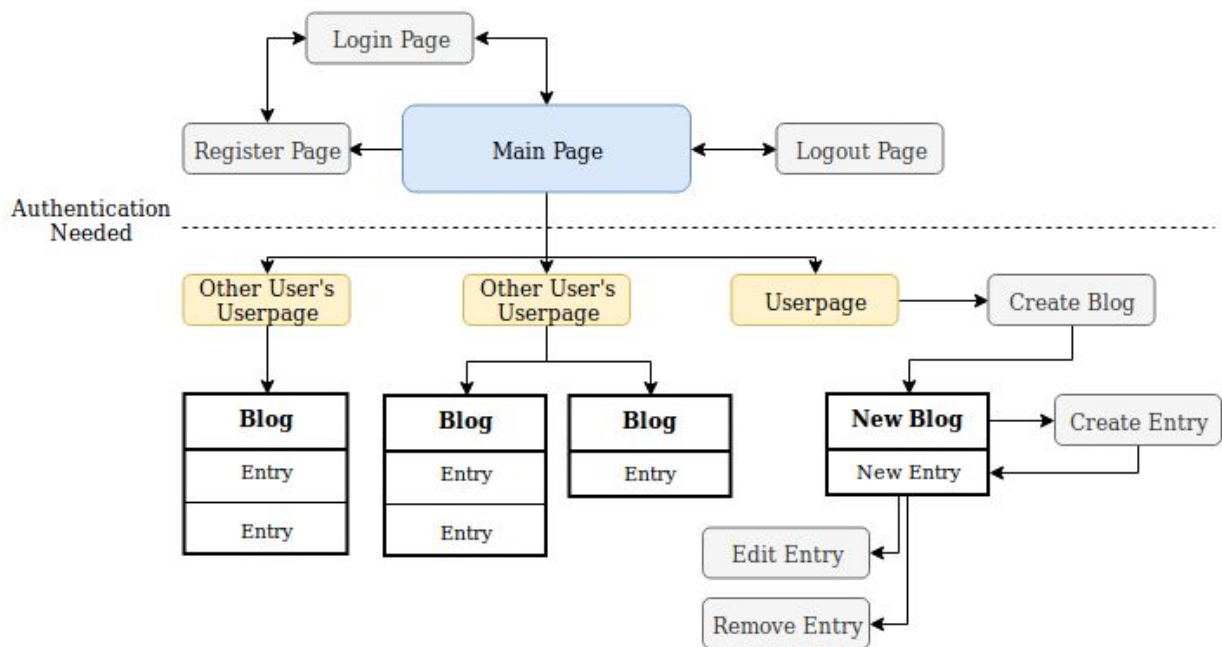 Login Page
Register Page
Main Page
Logout Page
Authentication
Needed
Other User's
Userpage
Other User's
Userpage
Userpage
Create Blog
Blog
Entry
Entry
Blog
Entry
Entry
Blog
Entry
New Blog
New Entry
Create Entry
Edit Entry
Remove Entry